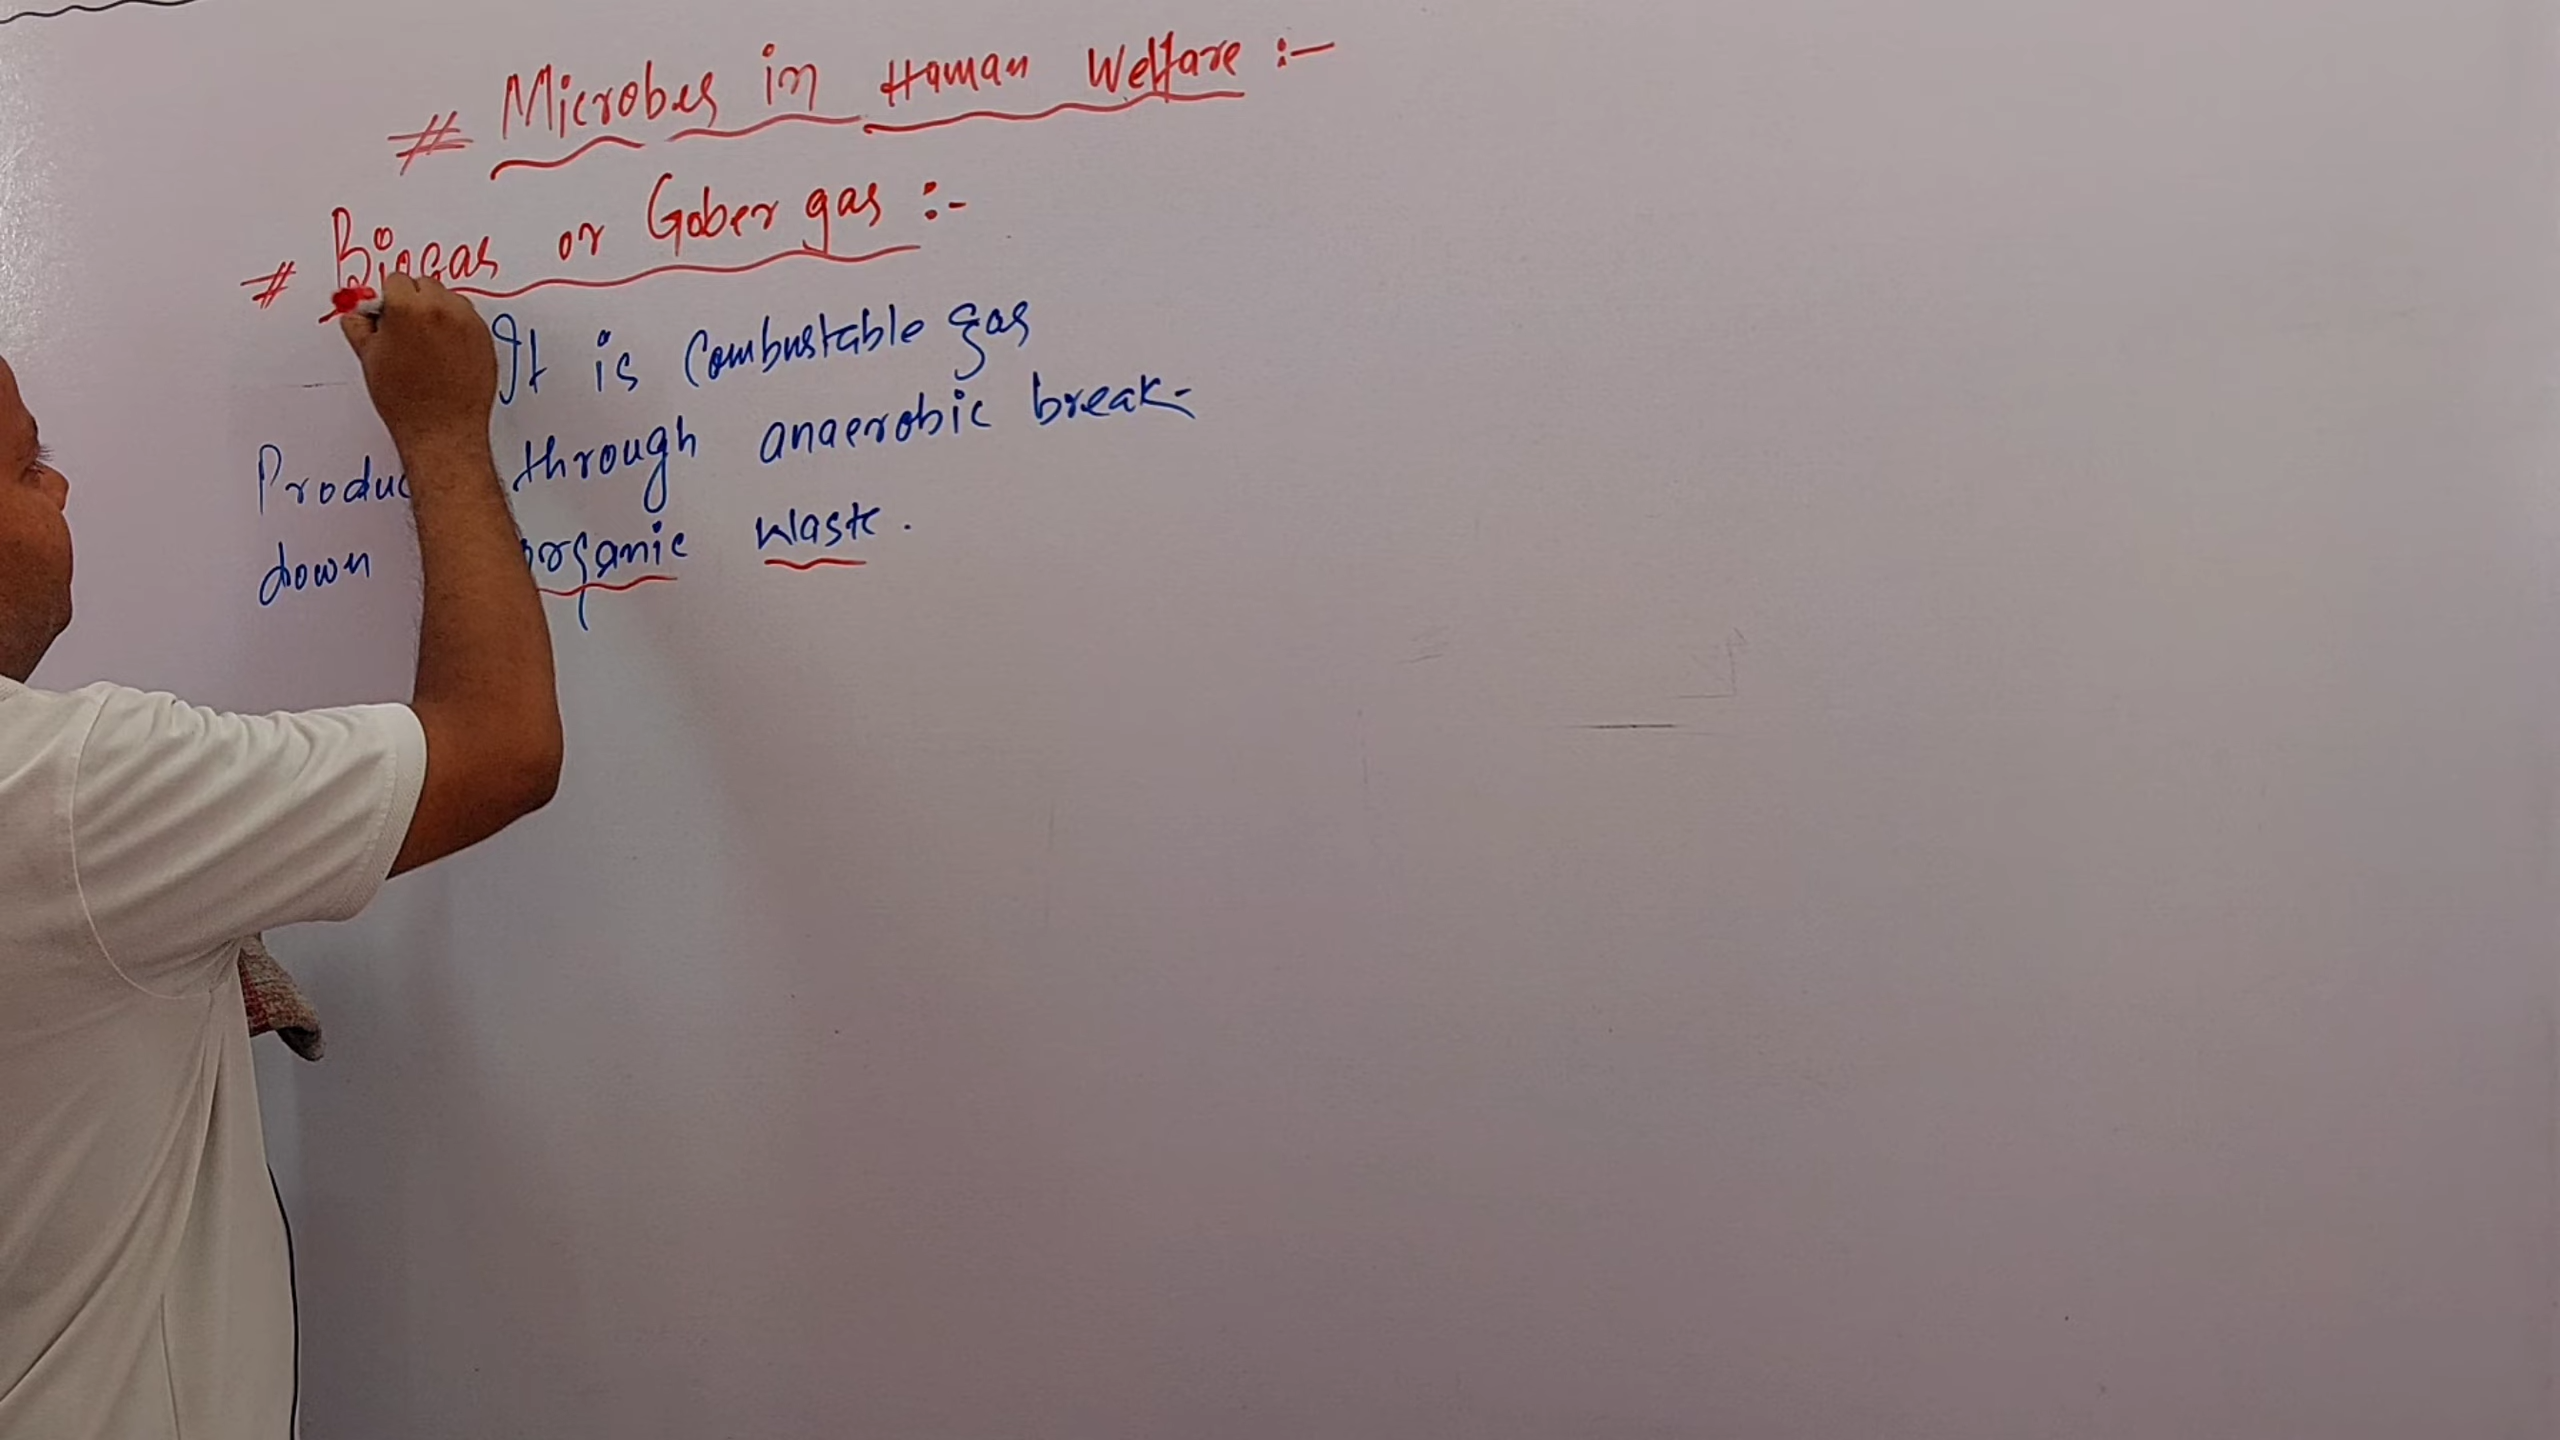 # Microbes in Human Welfare :-
# Biogas or Gober gas :-
It is Combustable gas
Produc through anaerobic break-
down organic waste.